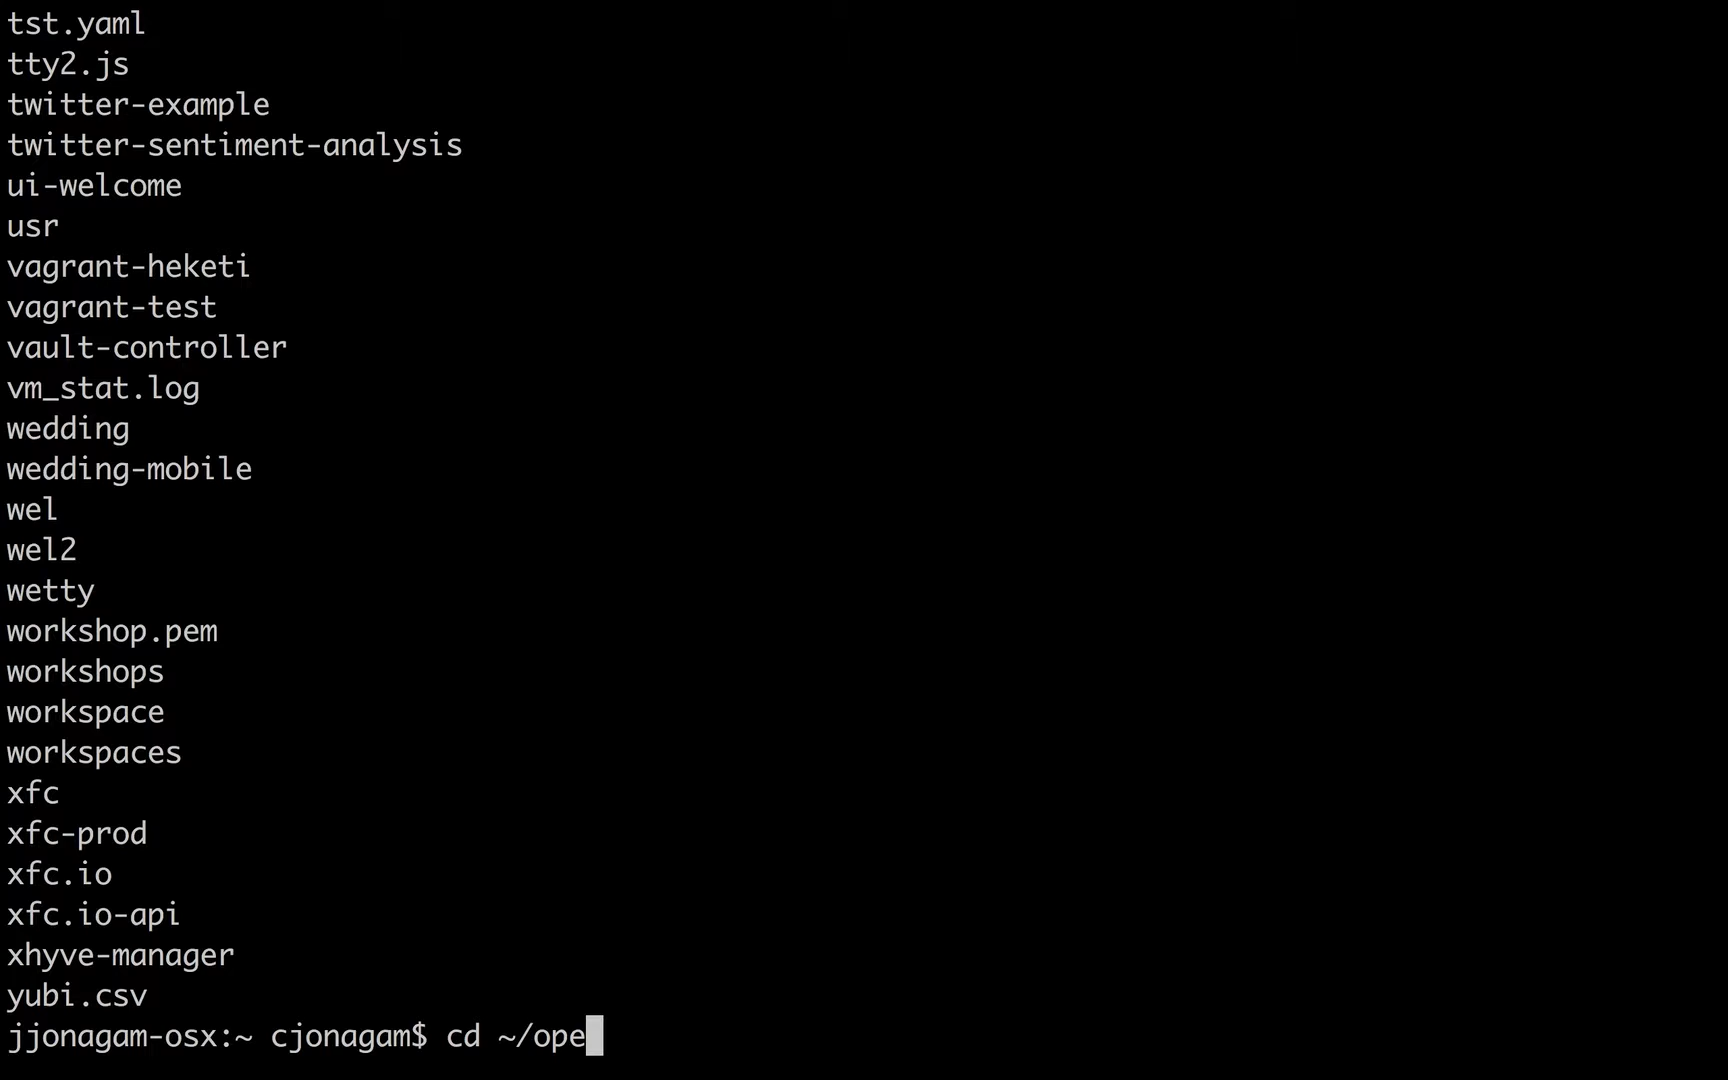 tst.yaml
tty2.js
twitter-example
twitter-sentiment-analysis
ui-welcome
usr
vagrant-heketi
vagrant-test
vault-controller
vm_stat.log
wedding
wedding-mobile
wel
wel2
wetty
workshop.pem
workshops
workspace
workspaces
xfc
xfc-prod
xfc.io
xfc.io-api
xhyve-manager
yubi.csv
jjonagam-osx:~ cjonagam$ cd ~/ope